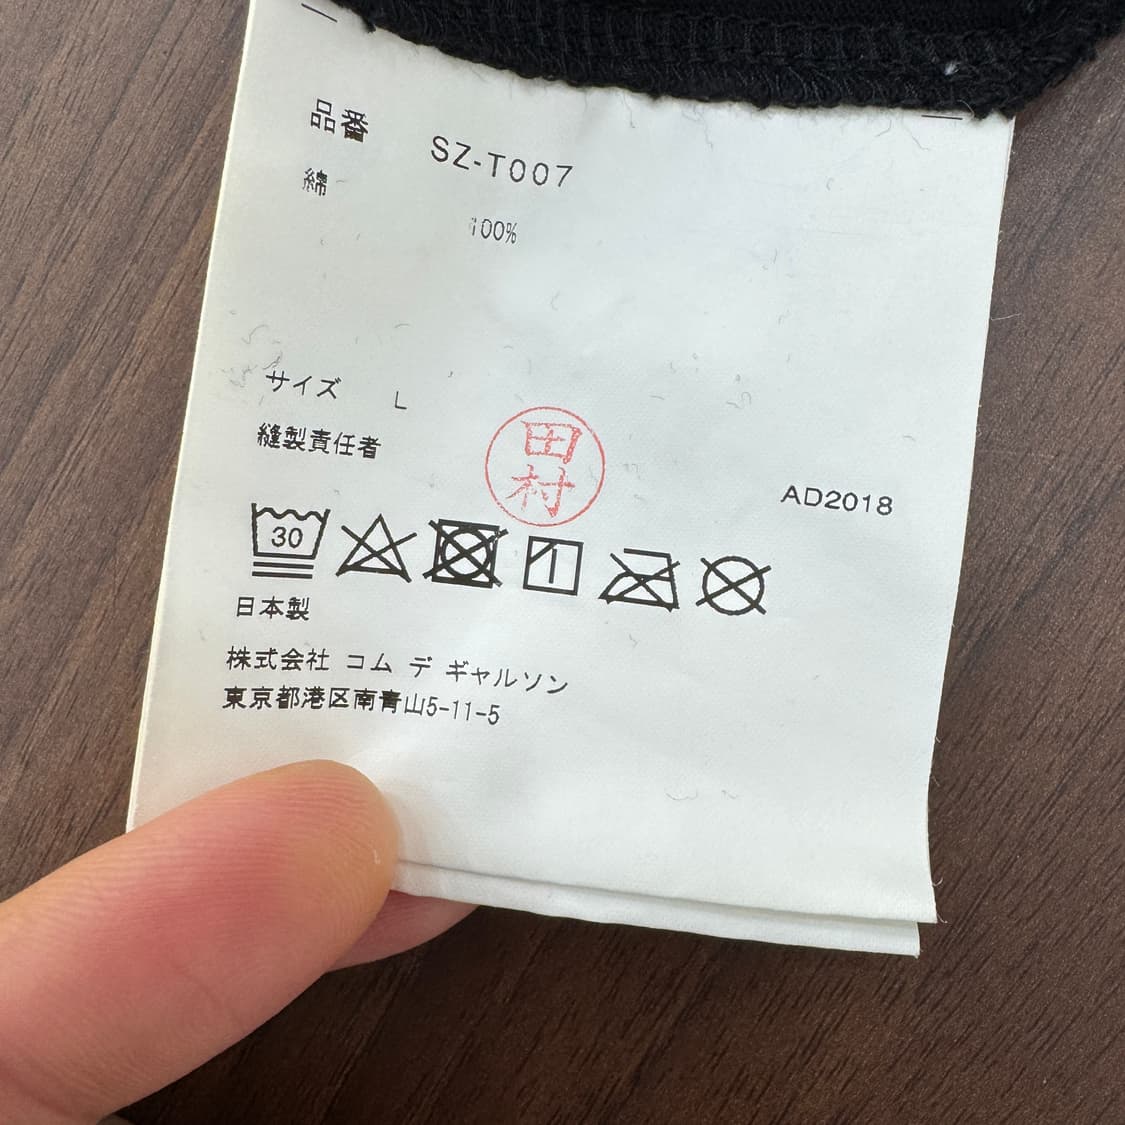 品番 SZ-T007
綿 100%
サイズ L
縫製責任者 田村
AD2018
30
日本製
株式会社 コム デ ギャルソン
東京都港区南青山5-11-5